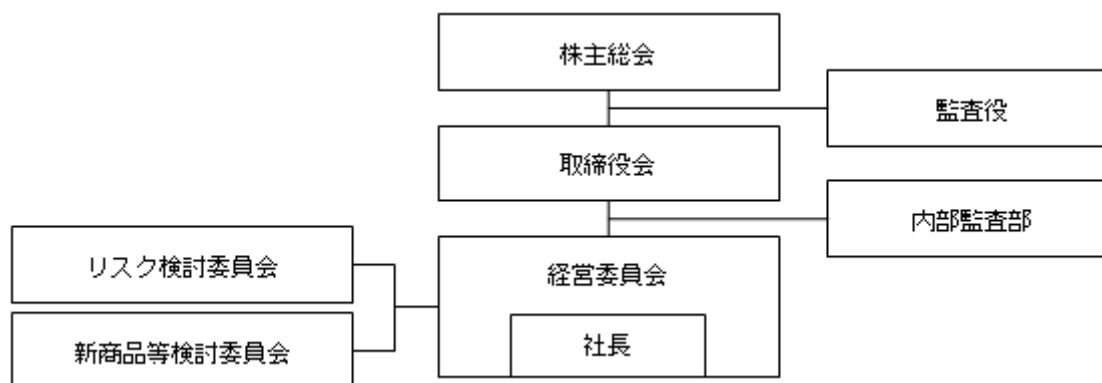 株主総会
監査役
取締役会
内部監査部
リスク検討委員会
経営委員会
新商品等検討委員会
社長